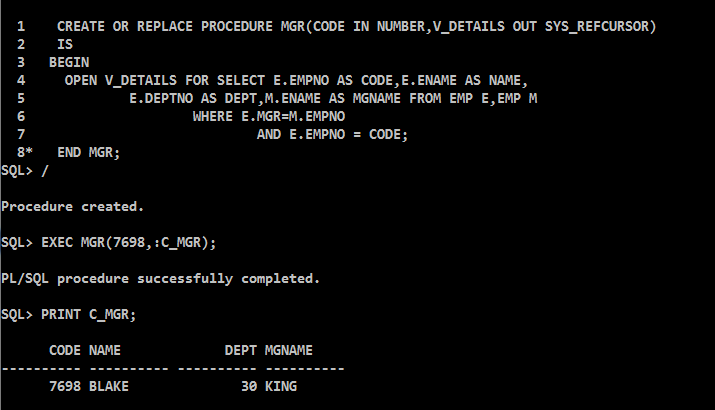 1    CREATE OR REPLACE PROCEDURE MGR(CODE IN NUMBER,V_DETAILS OUT SYS_REFCURSOR)
2    IS
3   BEGIN
4     OPEN V_DETAILS FOR SELECT E.EMPNO AS CODE,E.ENAME AS NAME,
5             E.DEPTNO AS DEPT,M.ENAME AS MGNAME FROM EMP E,EMP M
6                     WHERE E.MGR=M.EMPNO
7                             AND E.EMPNO = CODE;
8*   END MGR;
SQL> /
Procedure created.
SQL> EXEC MGR(7698,:C_MGR);
PL/SQL procedure successfully completed.
SQL> PRINT C_MGR;
      CODE NAME             DEPT MGNAME
---------- ---------- ---------- ----------
      7698 BLAKE              30 KING